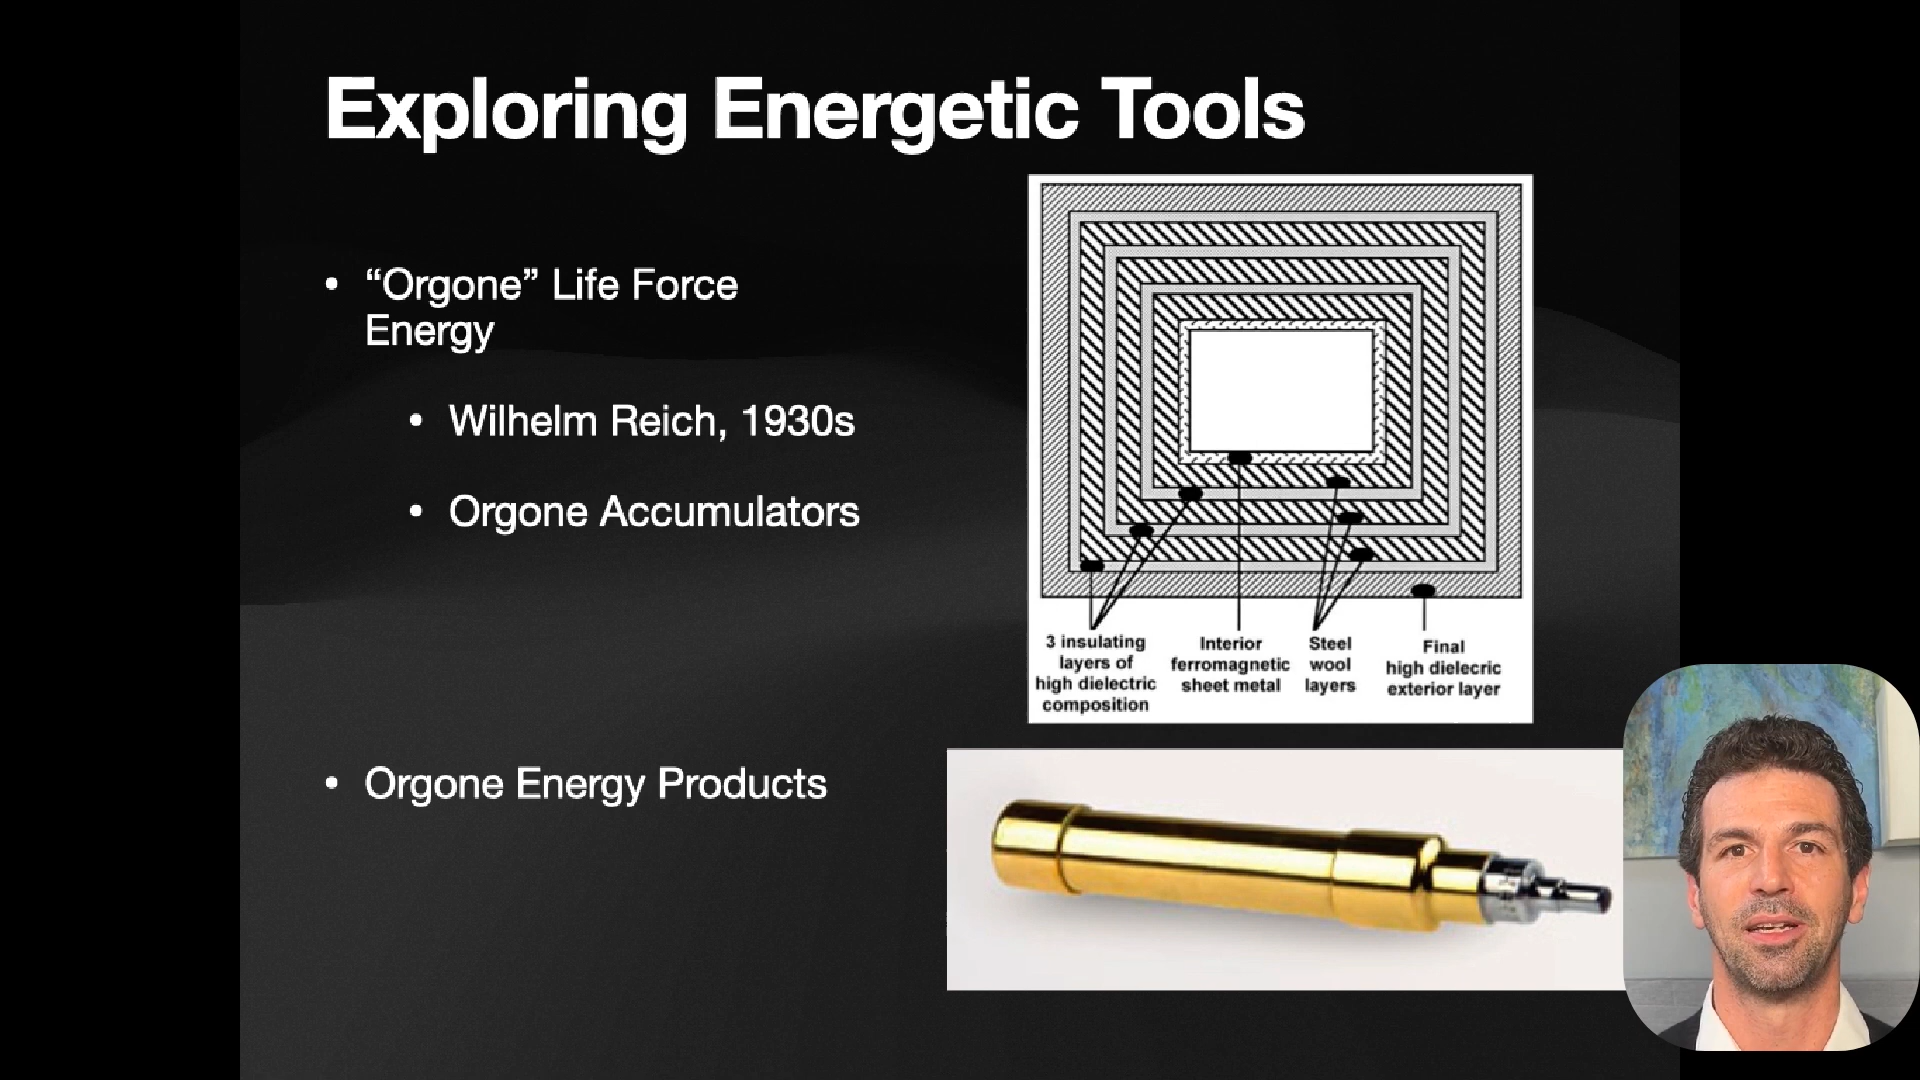 Exploring Energetic Tools
• “Orgone” Life Force
Energy
• Wilhelm Reich, 1930s
• Orgone Accumulators
• Orgone Energy Products
3 insulating
layers of
high dielectric
composition
Interior
ferromagnetic
sheet metal
Steel
wool
layers
Final
high dielecric
exterior layer